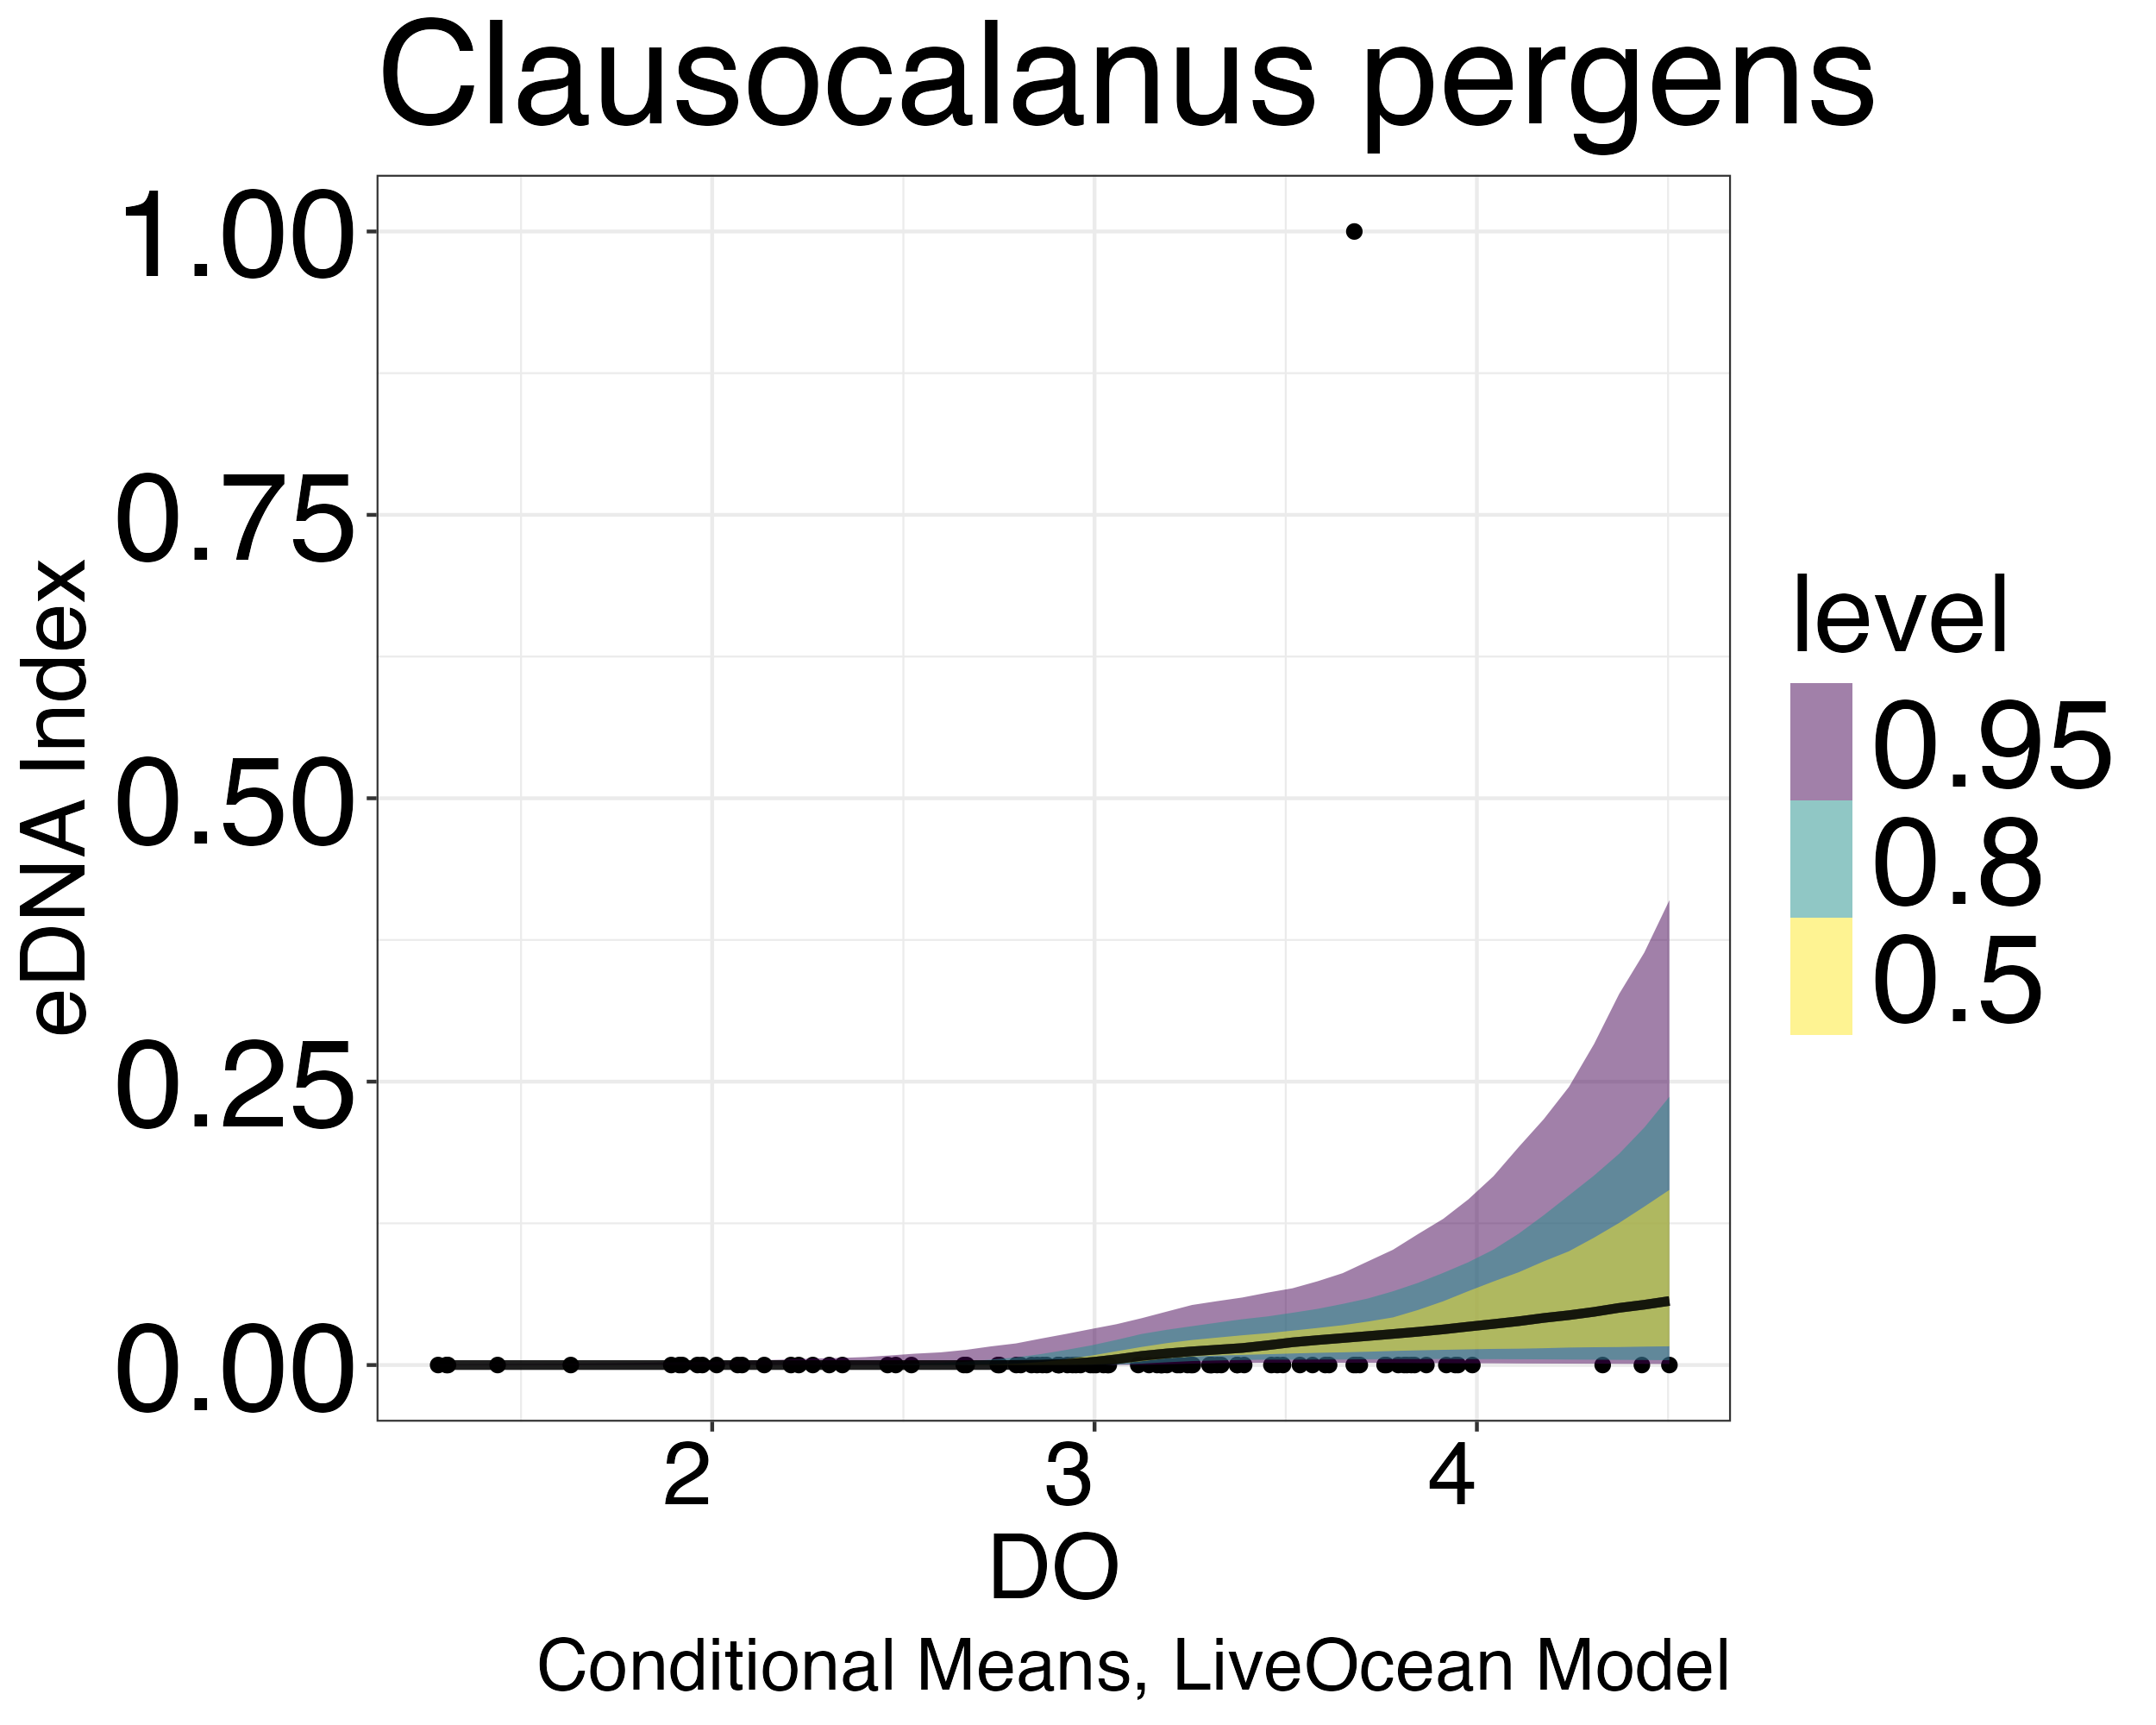 Clausocalanus pergens
1.00
0.75
0.50
0.25
0.00
eDNA Index
2 3 4
DO
Conditional Means, LiveOcean Model
level
0.95
0.8
0.5